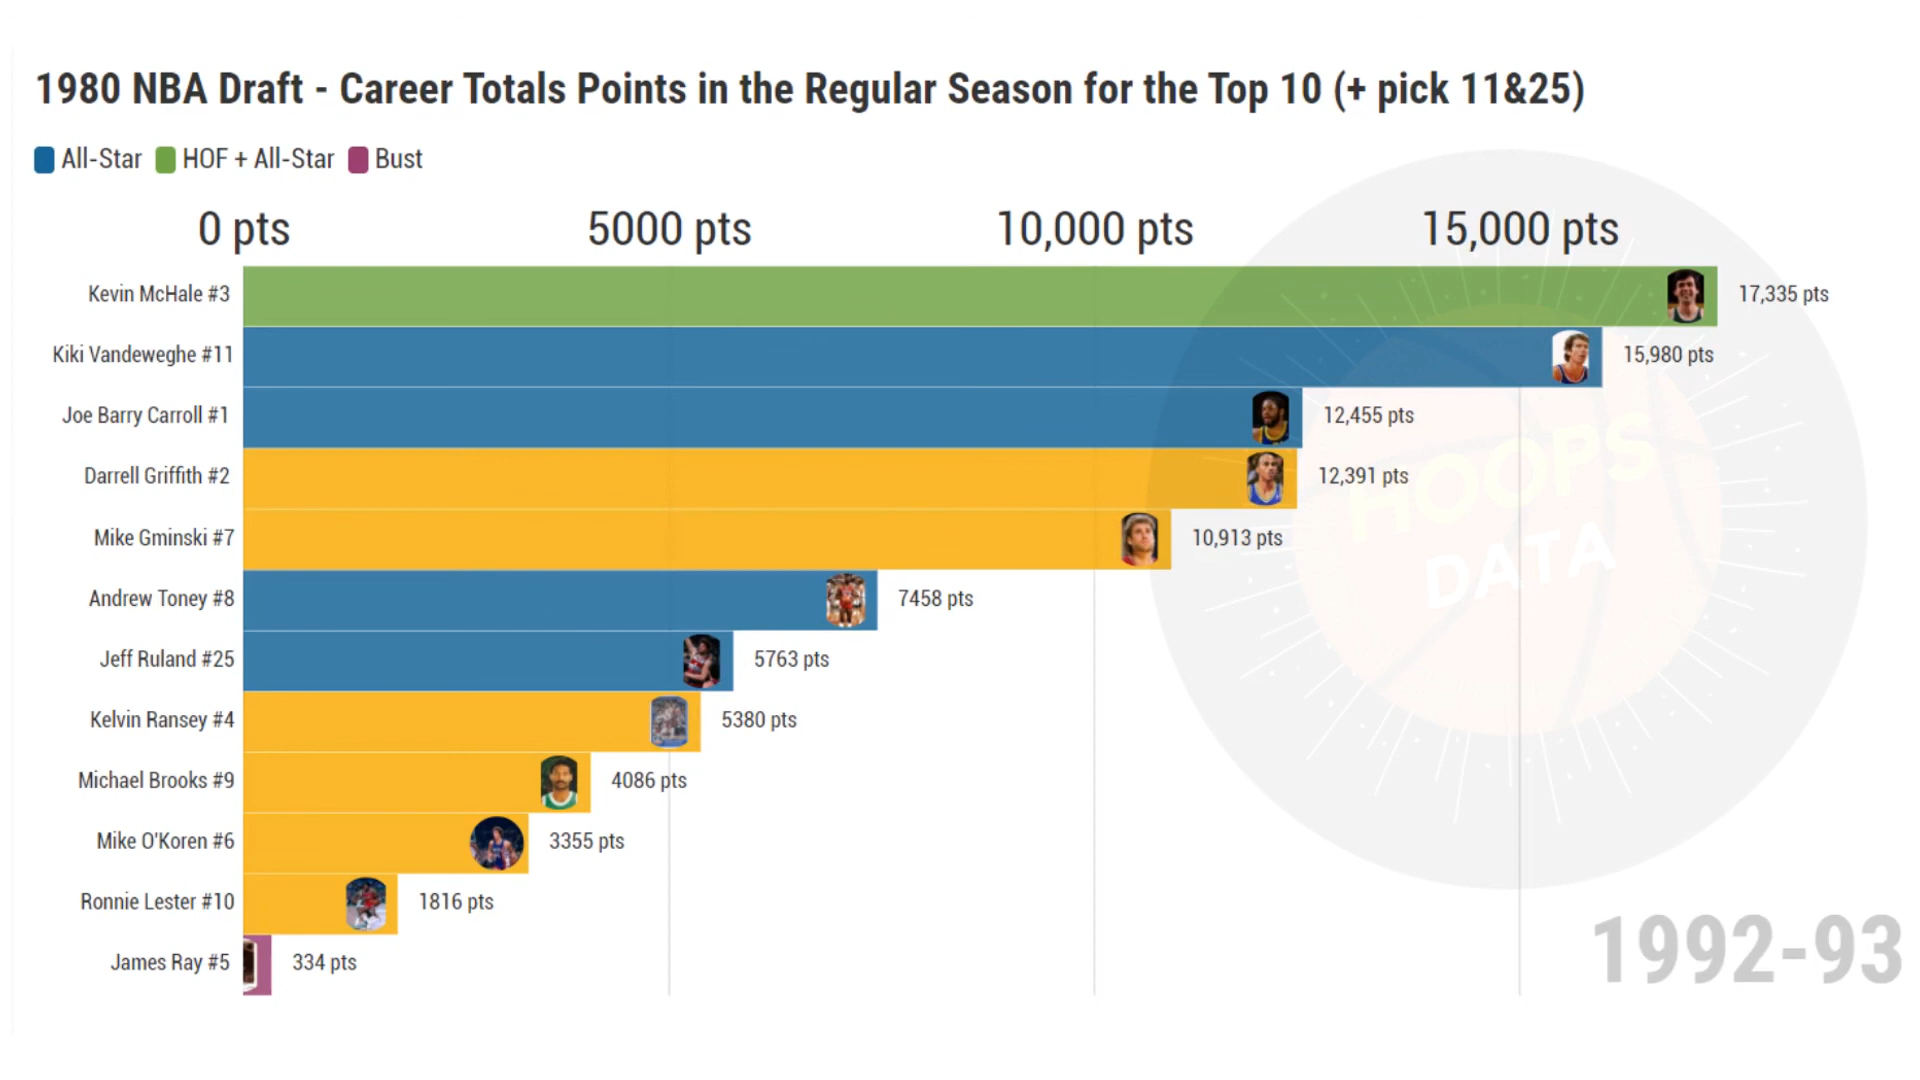 1980 NBA Draft - Career Totals Points in the Regular Season for the Top 10 (+ pick 11&25)
All-Star HOF + All-Star Bust
0 pts 5000 pts 10,000 pts 15,000 pts
Kevin McHale #3 17,335 pts
Kiki Vandeweghe #11 15,980 pts
Joe Barry Carroll #1 12,455 pts
Darrell Griffith #2 12,391 pts
Mike Gminski #7 10,913 pts
Andrew Toney #8 7458 pts
Jeff Ruland #25 5763 pts
Kelvin Ransey #4 5380 pts
Michael Brooks #9 4086 pts
Mike O'Koren #6 3355 pts
Ronnie Lester #10 1816 pts
James Ray #5 334 pts
HOOPS
DATA
1992-93